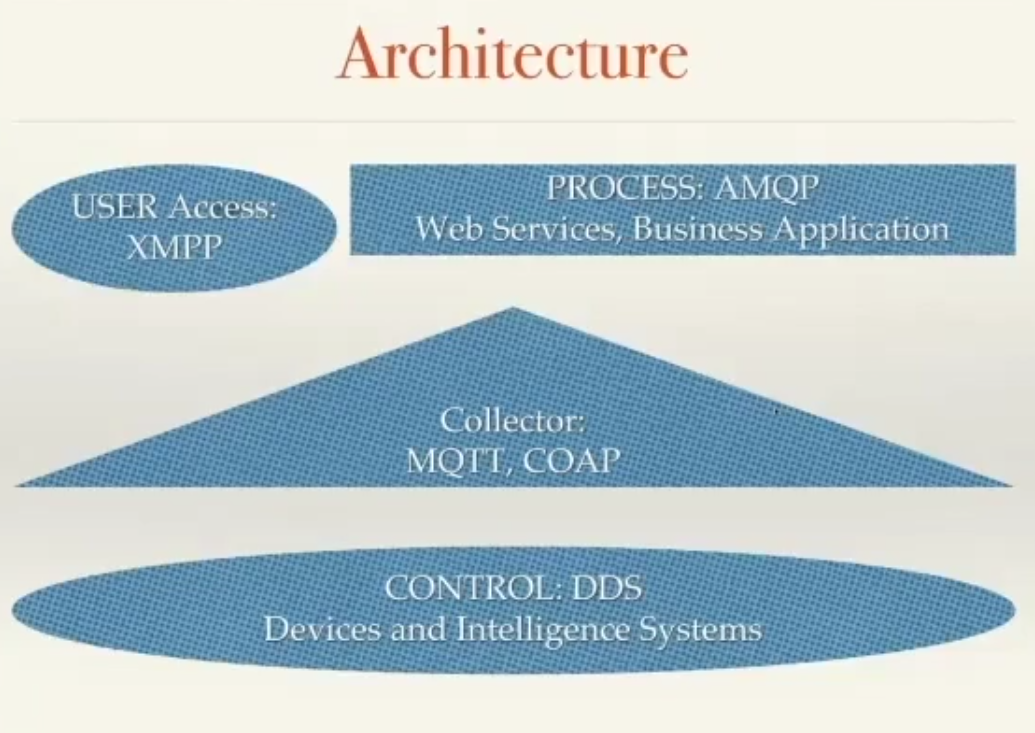 Architecture
USER Access:
XMPP
PROCESS: AMQP
Web Services, Business Application
Collector:
MQTT, COAP
CONTROL: DDS
Devices and Intelligence Systems